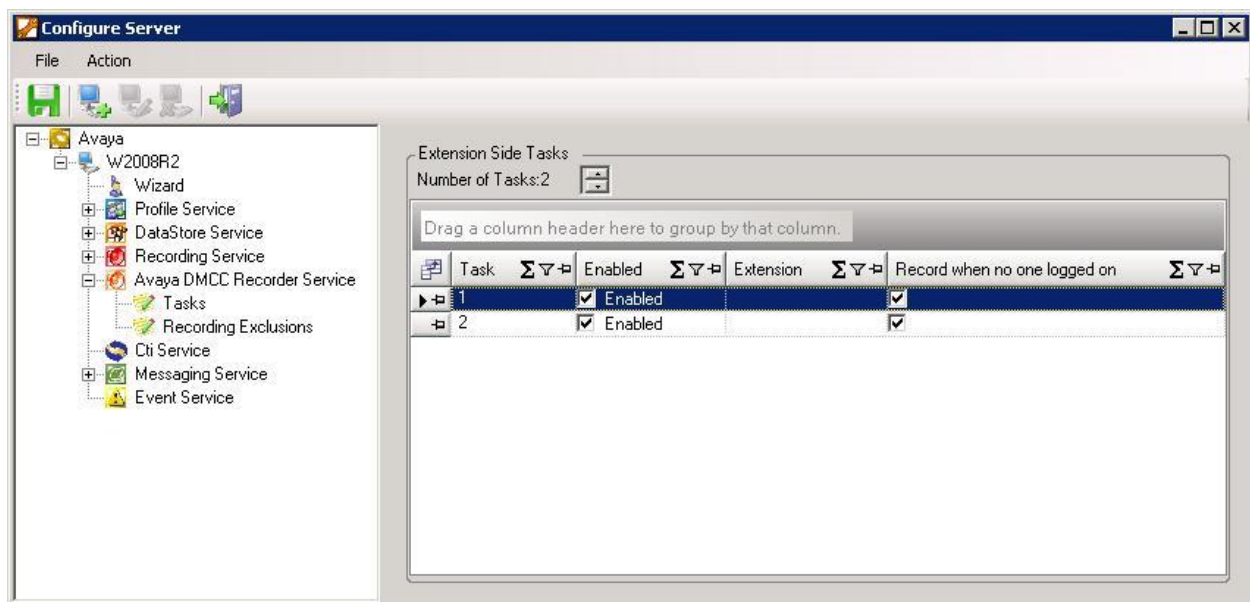 Configure Server
File Action
Avaya
W2008R2
Wizard
Profile Service
DataStore Service
Recording Service
Avaya DMCC Recorder Service
Tasks
Recording Exclusions
Cti Service
Messaging Service
Event Service
Extension Side Tasks
Number of Tasks:2
Drag a column header here to group by that column.
Task Enabled Extension Record when no one logged on
1 Enabled
2 Enabled